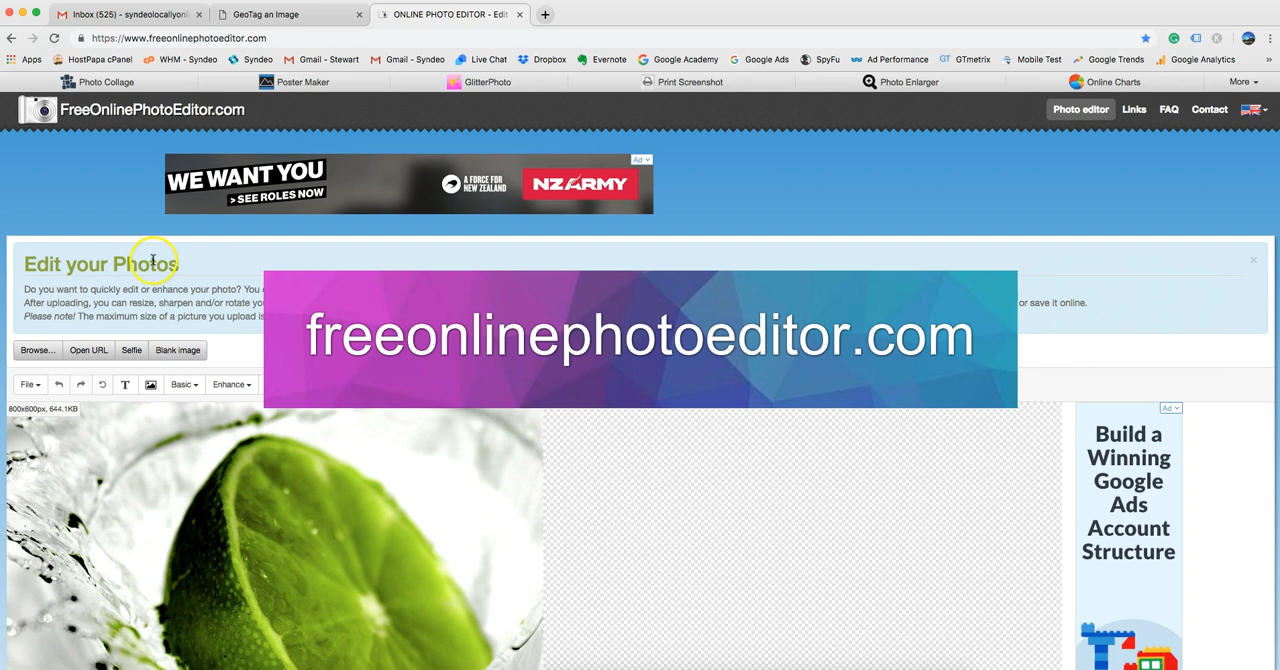 Inbox (525) - syndeolocallyonli
GeoTag an Image
ONLINE PHOTO EDITOR - Edit
https://www.freeonlinephotoeditor.com
Apps HostPapa cPanel WHM - Syndeo Syndeo Gmail - Stewart Gmail - Syndeo Live Chat Dropbox Evernote Google Academy Google Ads SpyFu Ad Performance GTmetrix Mobile Test Google Trends Google Analytics »
Photo Collage Poster Maker GlitterPhoto Print Screenshot Photo Enlarger Online Charts More
FreeOnlinePhotoEditor.com
Photo editor Links FAQ Contact
WE WANT YOU
> SEE ROLES NOW
A FORCE FOR
NEW ZEALAND
NZARMY
Ad
Edit your Photos
Do you want to quickly edit or enhance your photo? You
After uploading, you can resize, sharpen and/or rotate you
or save it online.
Please note! The maximum size of a picture you upload is
freeonlinephotoeditor.com
Browse... Open URL Selfie Blank image
File T Basic Enhance
800x600px, 644.1KB
Ad
Build a
Winning
Google
Ads
Account
Structure